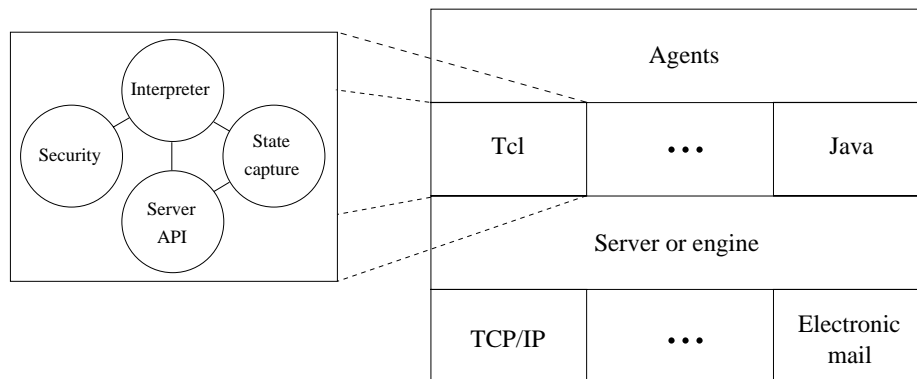 Agents
Interpreter
Security
State
capture
Server
API
Tcl
•••
Java
Server or engine
TCP/IP
•••
Electronic
mail